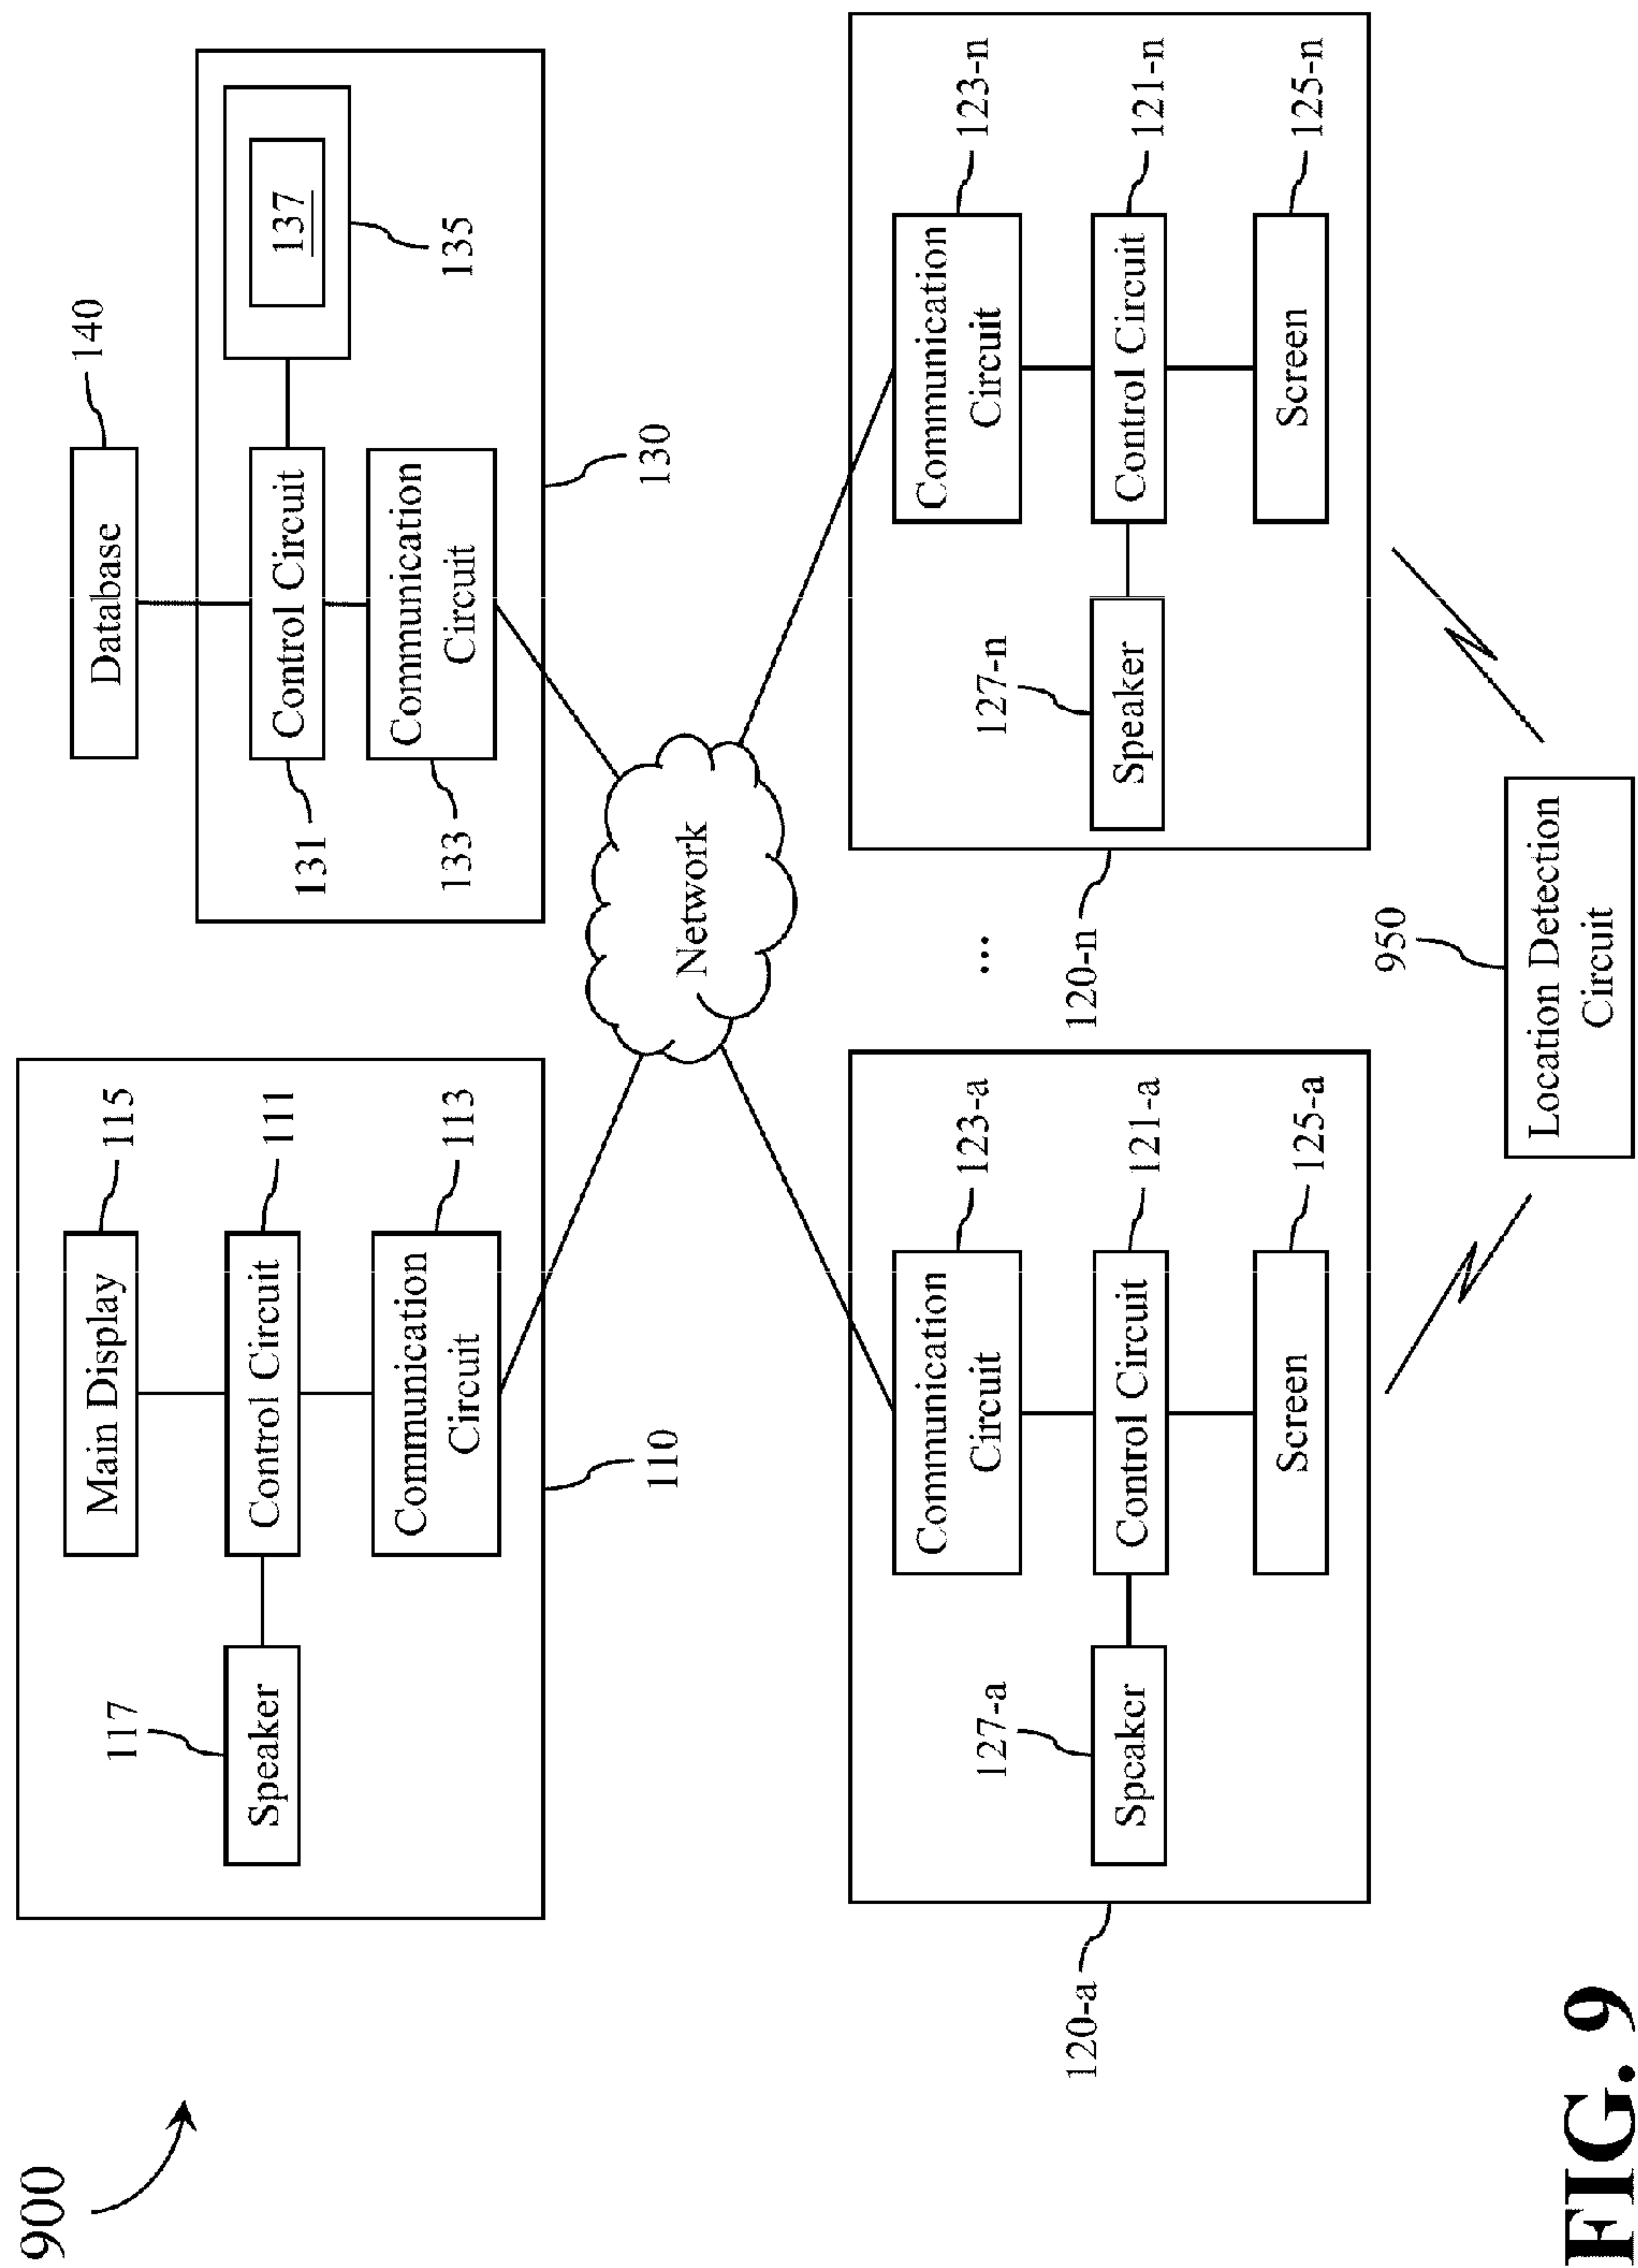 900
115
Main Display
111
Control Circuit
117
Speaker
113
Communication
Circuit
110
140
Database
Control Circuit
131
137
135
Communication
Circuit
133
130
Network
123-a
Communication
Circuit
121-a
Control Circuit
127-a
Speaker
125-a
Screen
120-a
...
123-n
Communication
Circuit
121-n
Control Circuit
127-n
Speaker
125-n
Screen
120-n
950
Location Detection
Circuit
FIG. 9